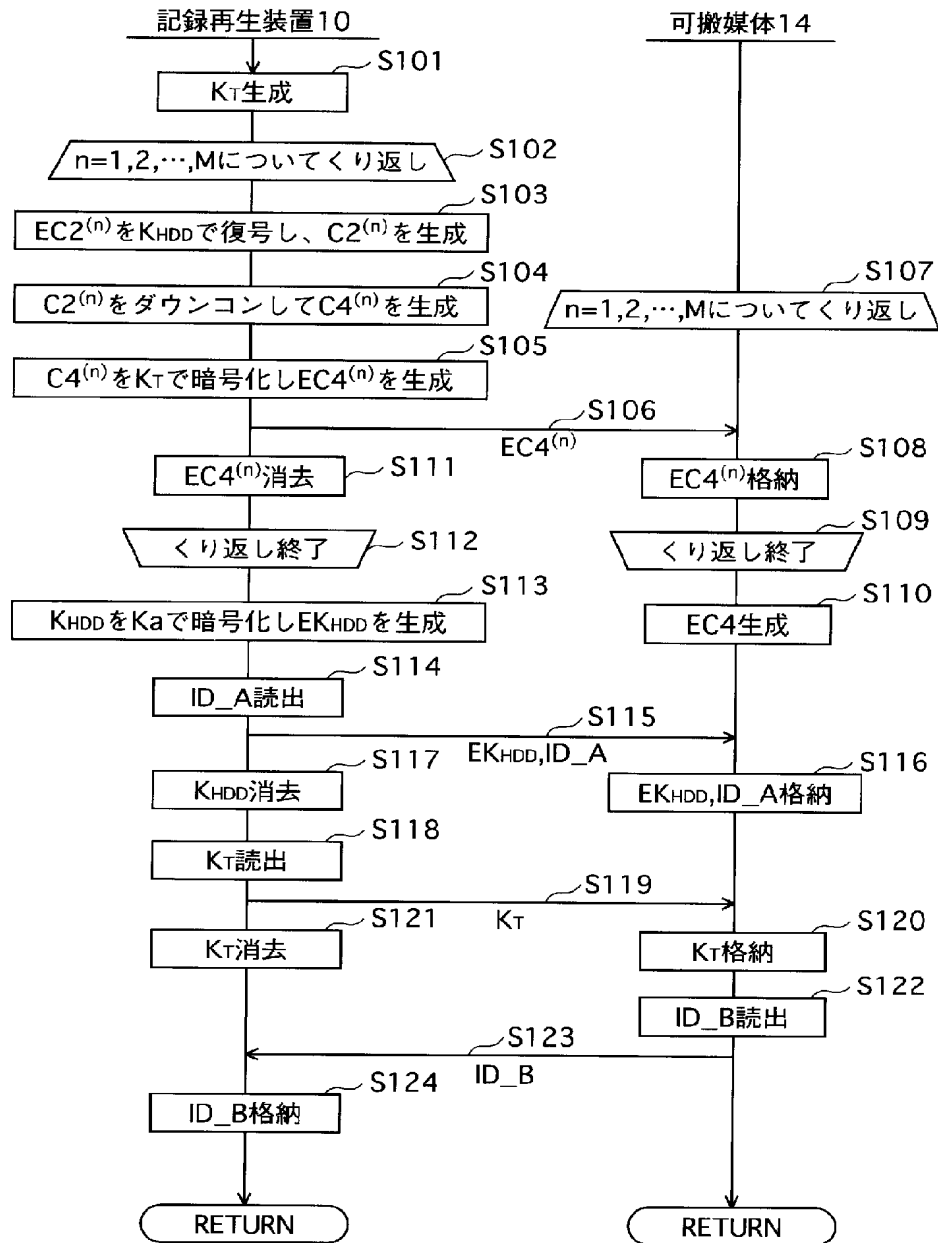 記録再生装置10
可搬媒体14
S101
KT生成
S102
n=1,2,…,Mについてくり返し
S103
EC2(n)をKHDDで復号し、C2(n)を生成
S104
C2(n)をダウンコンしてC4(n)を生成
S107
n=1,2,…,Mについてくり返し
S105
C4(n)をKTで暗号化しEC4(n)を生成
S106
EC4(n)
S111
EC4(n)消去
S108
EC4(n)格納
S112
くり返し終了
S109
くり返し終了
S113
KHDDをKaで暗号化しEKHDDを生成
S110
EC4生成
S114
ID_A読出
S115
EKHDD,ID_A
S117
KHDD消去
S116
EKHDD,ID_A格納
S118
KT読出
S119
KT
S121
KT消去
S120
KT格納
S122
ID_B読出
S123
ID_B
S124
ID_B格納
RETURN
RETURN